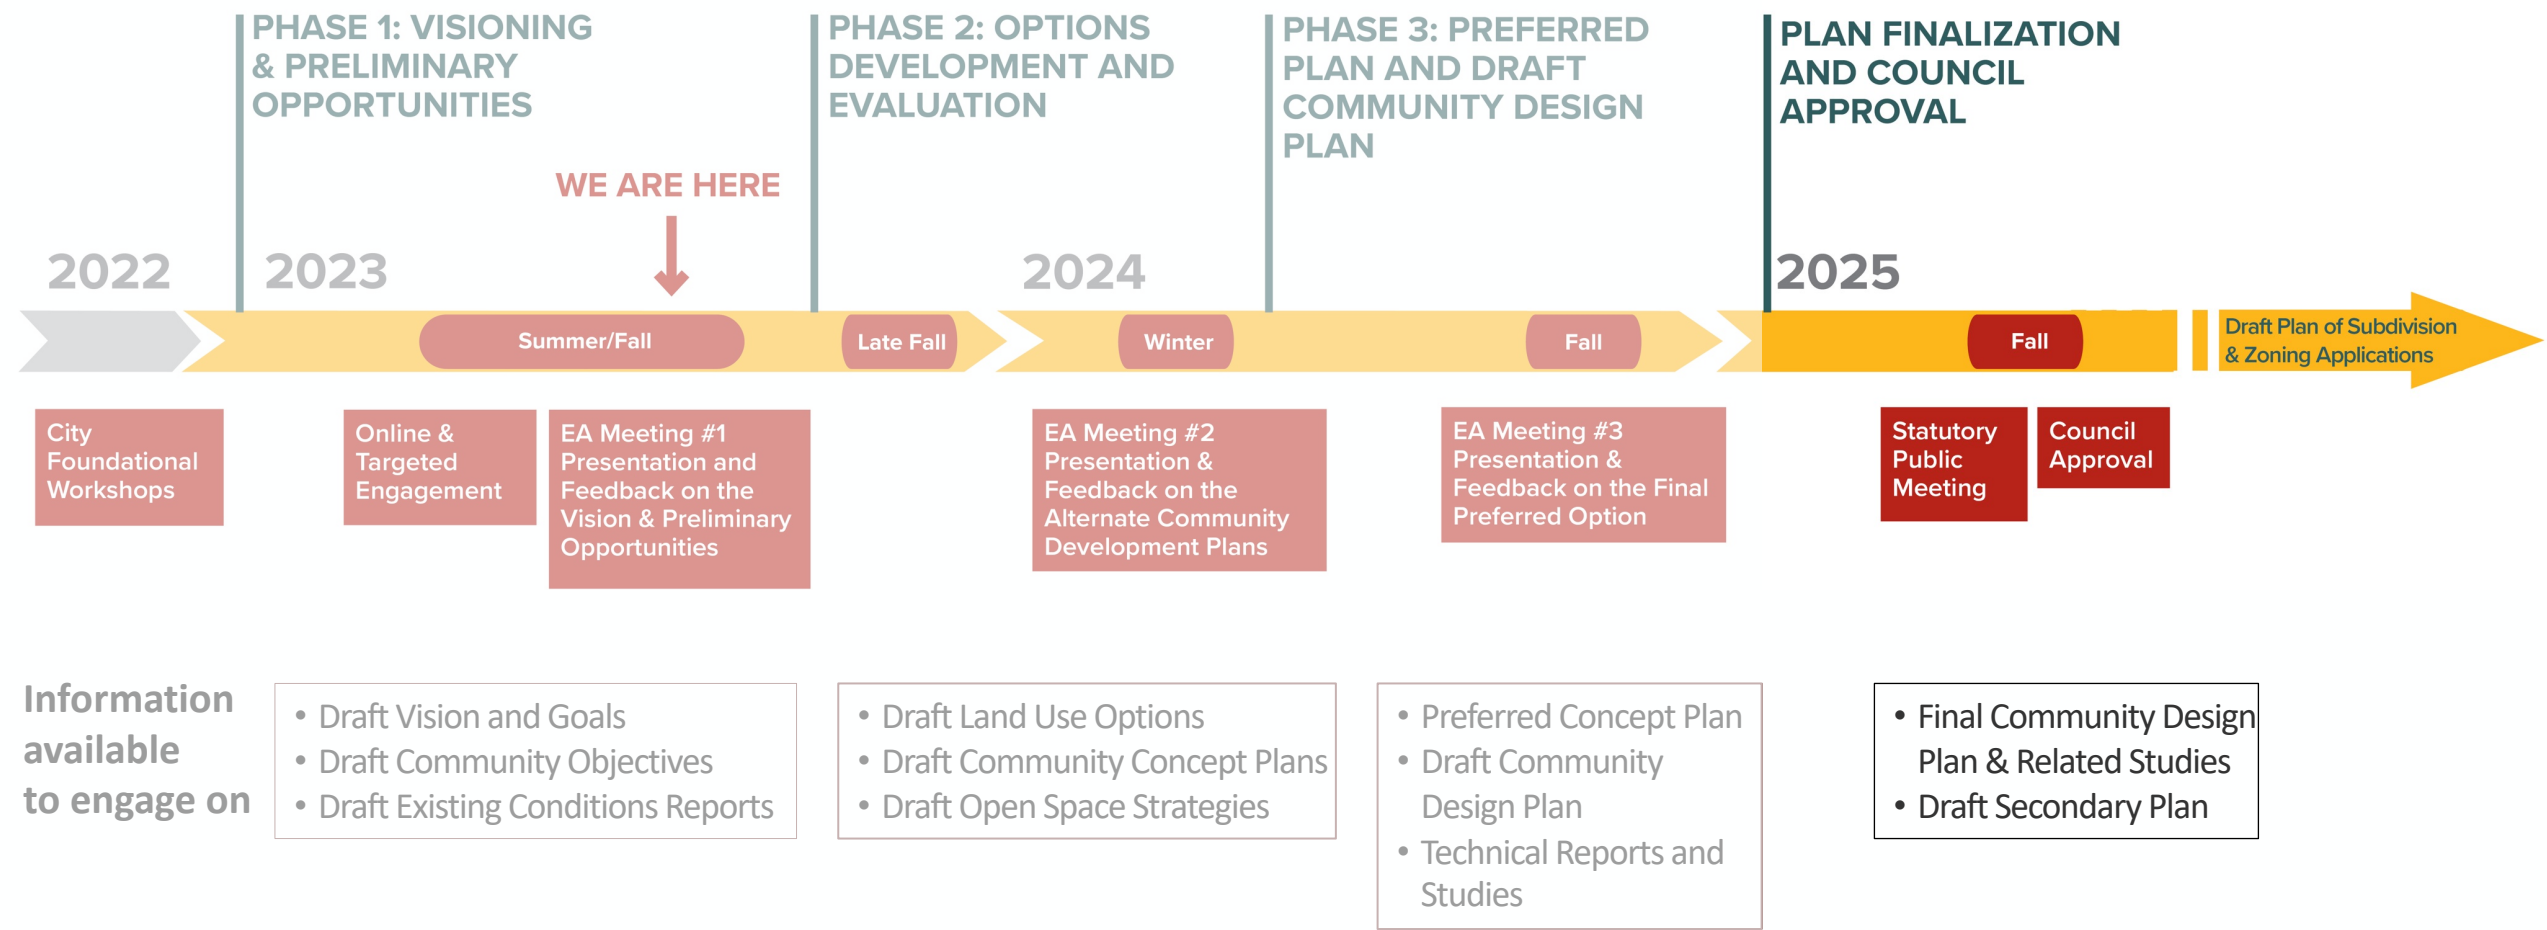 PHASE 1: VISIONING
& PRELIMINARY
OPPORTUNITIES
PHASE 2: OPTIONS
DEVELOPMENT AND
EVALUATION
PHASE 3: PREFERRED
PLAN AND DRAFT
COMMUNITY DESIGN
PLAN
PLAN FINALIZATION
AND COUNCIL
APPROVAL
WE ARE HERE
2022
2023
2024
2025
Summer/Fall
Late Fall
Winter
Fall
Fall
Draft Plan of Subdivision
& Zoning Applications
City
Foundational
Workshops
Online &
Targeted
Engagement
EA Meeting #1
Presentation and
Feedback on the
Vision & Preliminary
Opportunities
EA Meeting #2
Presentation &
Feedback on the
Alternate Community
Development Plans
EA Meeting #3
Presentation &
Feedback on the Final
Preferred Option
Statutory
Public
Meeting
Council
Approval
Information
available
to engage on
• Draft Vision and Goals
• Draft Community Objectives
• Draft Existing Conditions Reports
• Draft Land Use Options
• Draft Community Concept Plans
• Draft Open Space Strategies
• Preferred Concept Plan
• Draft Community
Design Plan
• Technical Reports and
Studies
• Final Community Design
Plan & Related Studies
• Draft Secondary Plan